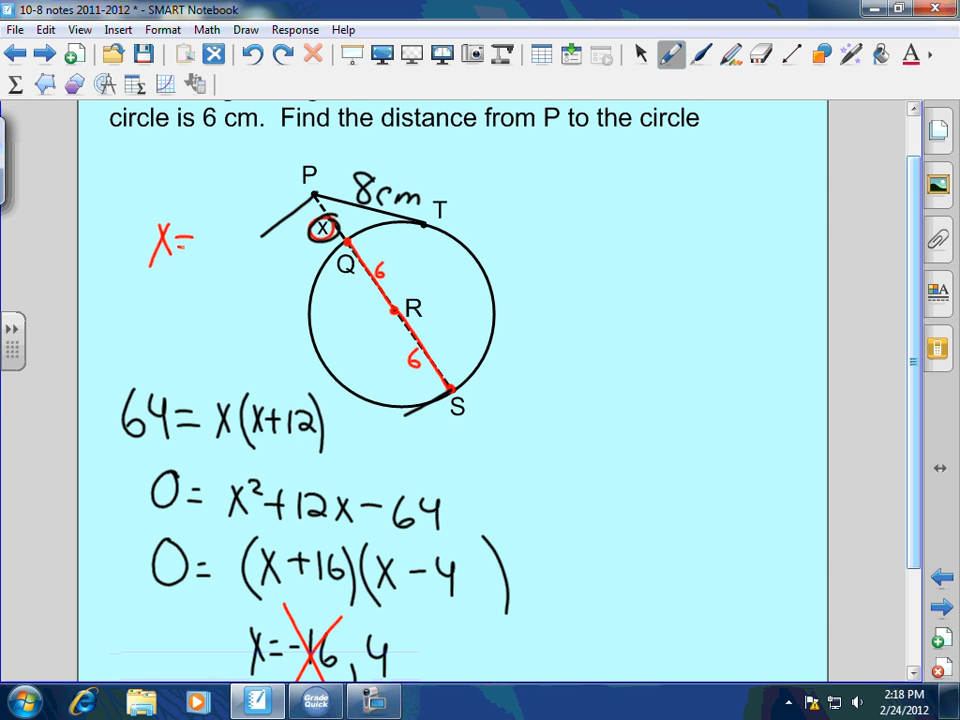 10-8 notes 2011-2012 * - SMART Notebook
File Edit View Insert Format Math Draw Response Help
circle is 6 cm. Find the distance from P to the circle
P
8cm
T
x
x=
Q
6
R
6
S
64= x(x+12)
0= x²+12x-64
0= (x+16)(x-4 )
x=-16, 4
Grade Quick
2:18 PM
2/24/2012